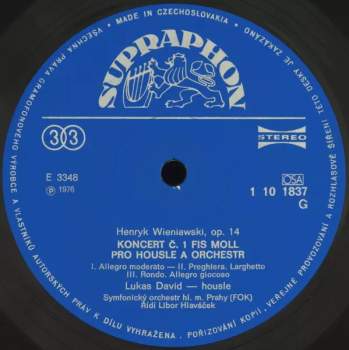 MADE IN CZECHOSLOVAKIA
VŠECHNA PRÁVA GRAMOFONOVÉHO VÝROBCE A VLASTNÍKA AUTORSKÝCH PRÁV K DÍLU VYHRAZENA. POŘIZOVÁNÍ KOPIÍ, VEREJNÉ PROVOZOVÁNÍ A ROZHLASOVÉ ŠÍŘENÍ TÉTO DESKY JE ZAKÁZÁNO
SUPRAPHON
33
STEREO
E 3348
℗ 1976
OSA
1 10 1837
G
Henryk Wieniawski, op. 14
KONCERT Č. 1 FIS MOLL
PRO HOUSLE A ORCHESTR
I. Allegro moderato — II. Preghiera. Larghetto
III. Rondo. Allegro giocoso
Lukas David — housle
Symfonický orchestr hl. m. Prahy (FOK)
Řídí Libor Hlaváček